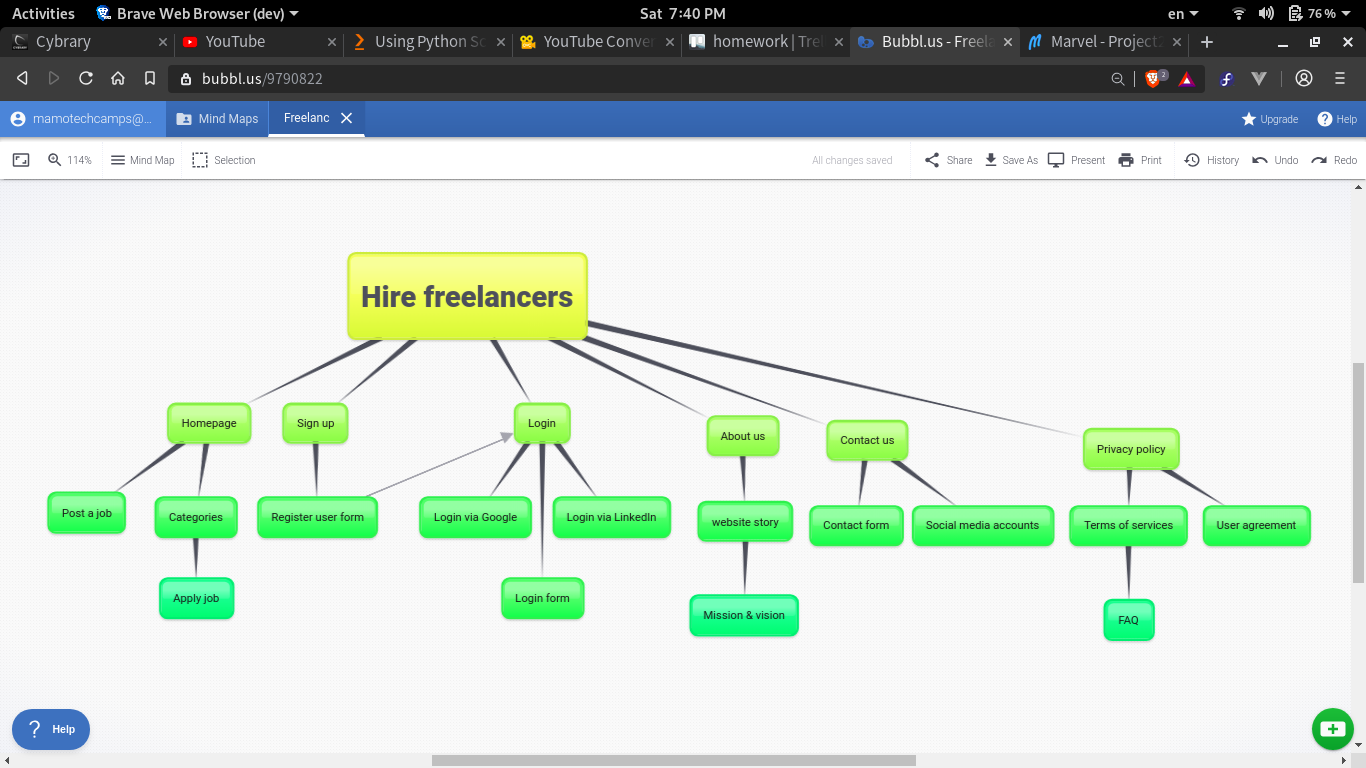 Activities Brave Web Browser (dev) Sat 7:40 PM en 76 %
Cybrary YouTube Using Python Sc YouTube Conver homework | Trel Bubbl.us - Freela Marvel - Project2
bubbl.us/9790822 2
mamotechcamps@... Mind Maps Freelanc Upgrade Help
114% Mind Map Selection All changes saved Share Save As Present Print History Undo Redo
Hire freelancers
Homepage Sign up Login About us Contact us Privacy policy
Post a job Categories Register user form Login via Google Login via LinkedIn website story Contact form Social media accounts Terms of services User agreement
Apply job Login form Mission & vision FAQ
? Help